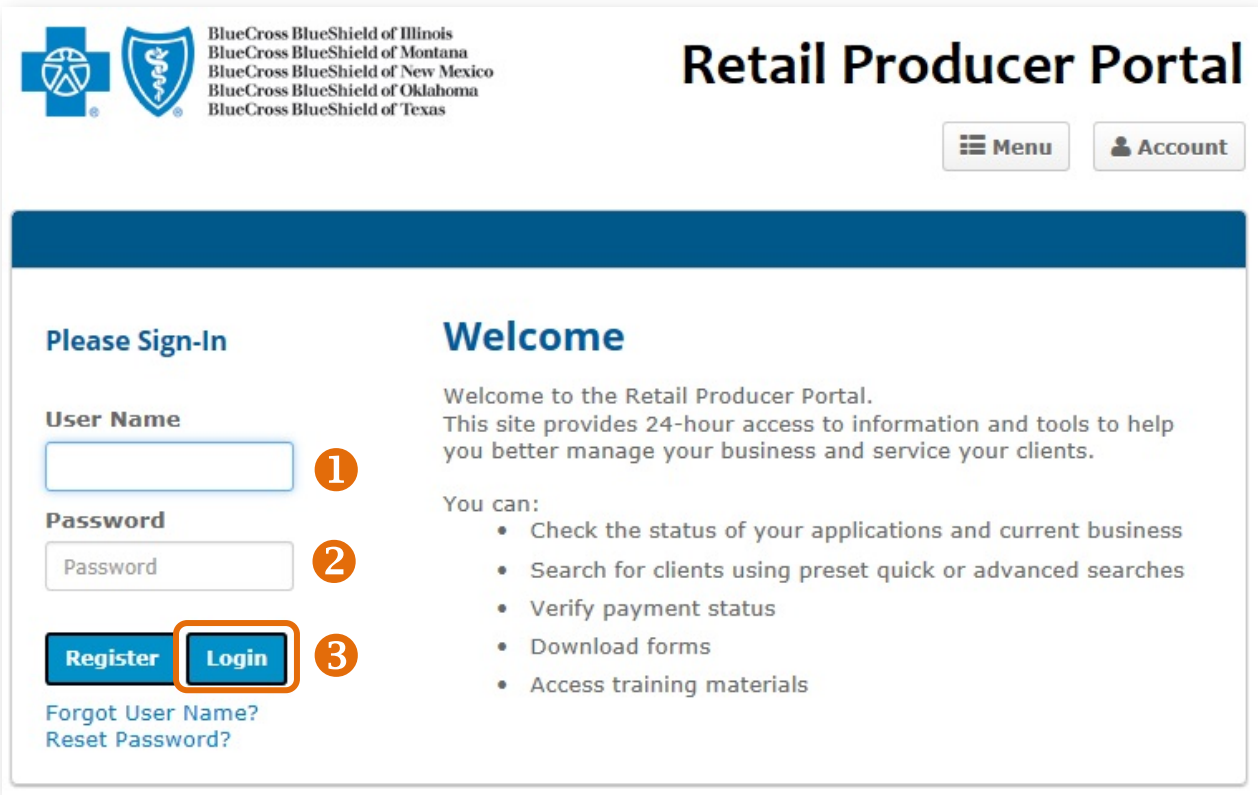 BlueCross BlueShield of Illinois
BlueCross BlueShield of Montana
BlueCross BlueShield of New Mexico
BlueCross BlueShield of Oklahoma
BlueCross BlueShield of Texas
Retail Producer Portal
Menu
Account
Please Sign-In
User Name
1
Password
Password
2
Register
Login
3
Forgot User Name?
Reset Password?
Welcome
Welcome to the Retail Producer Portal.
This site provides 24-hour access to information and tools to help
you better manage your business and service your clients.
You can:
• Check the status of your applications and current business
• Search for clients using preset quick or advanced searches
• Verify payment status
• Download forms
• Access training materials